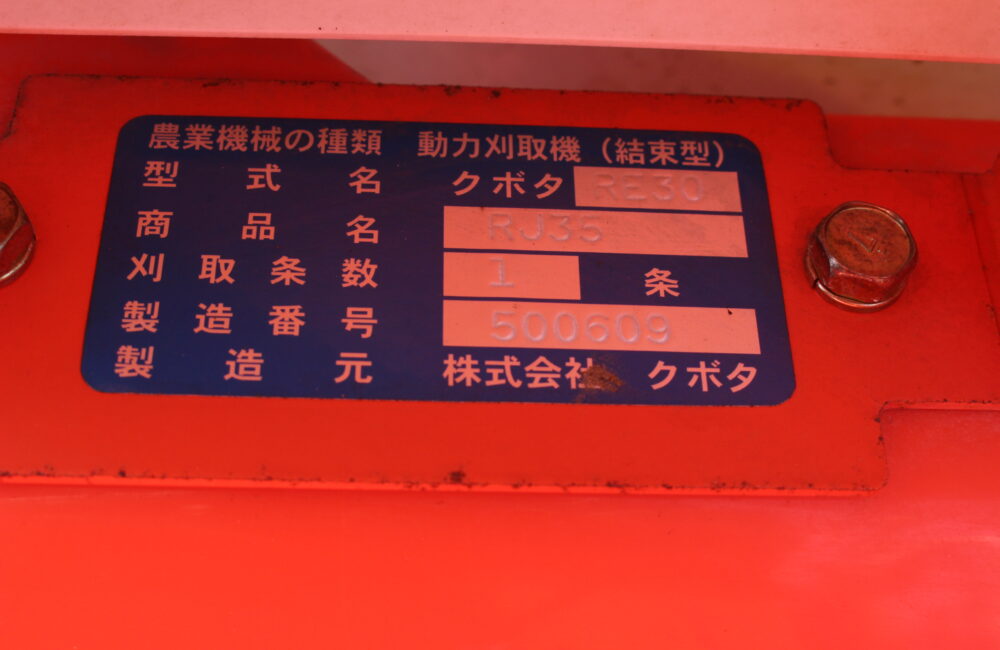 農業機械の種類 動力刈取機（結束型）
型式名 クボタ RE30
商品名 RJ35
刈取条数 1 条
製造番号 500609
製造元 株式会社 クボタ